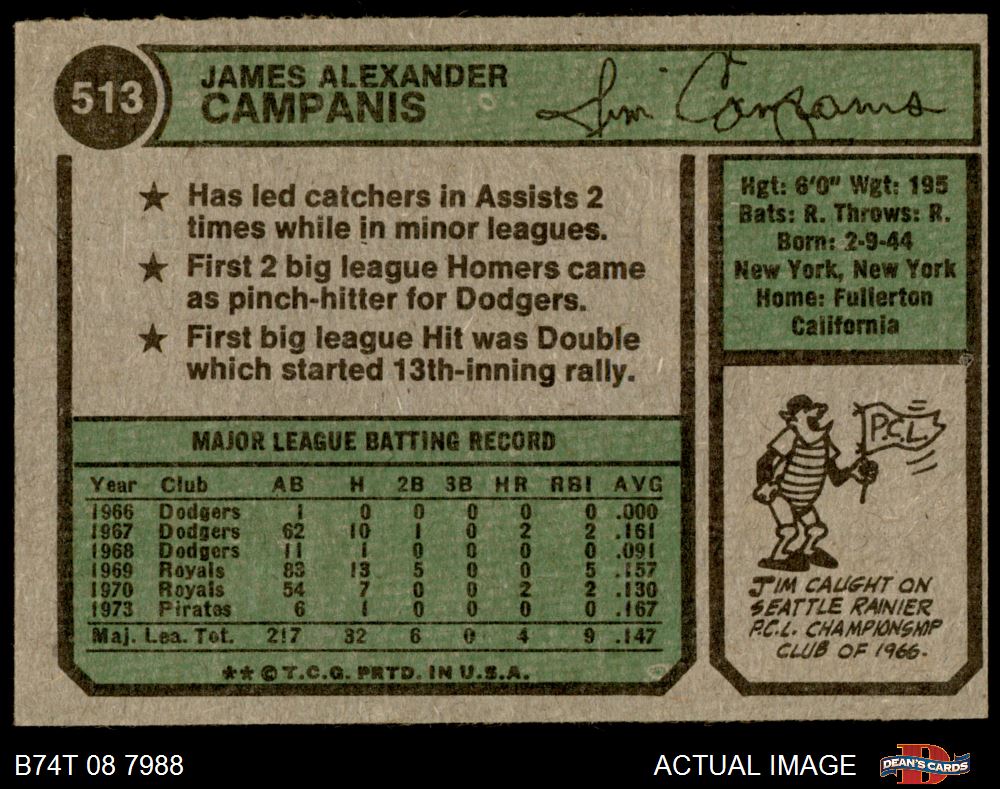 513
JAMES ALEXANDER
CAMPANIS
Jim Campanis
★ Has led catchers in Assists 2
times while in minor leagues.
★ First 2 big league Homers came
as pinch-hitter for Dodgers.
★ First big league Hit was Double
which started 13th-inning rally.
Hgt: 6'0" Wgt: 195
Bats: R. Throws: R.
Born: 2-9-44
New York, New York
Home: Fullerton
California
MAJOR LEAGUE BATTING RECORD
Year Club AB H 2B 3B HR RBI AVG
1966 Dodgers 1 0 0 0 0 0 .000
1967 Dodgers 62 10 1 0 2 2 .161
1968 Dodgers 11 1 0 0 0 0 .091
1969 Royals 83 13 5 0 0 5 .157
1970 Royals 54 7 0 0 2 2 .130
1973 Pirates 6 1 0 0 0 0 .167
Maj. Lea. Tot. 217 32 6 0 4 9 .147
** © T.C.G. PRTD. IN U.S.A.
P.C.L.
JIM CAUGHT ON
SEATTLE RAINIER
P.C.L. CHAMPIONSHIP
CLUB OF 1966.
B74T 08 7988
ACTUAL IMAGE
D
DEAN'S CARDS